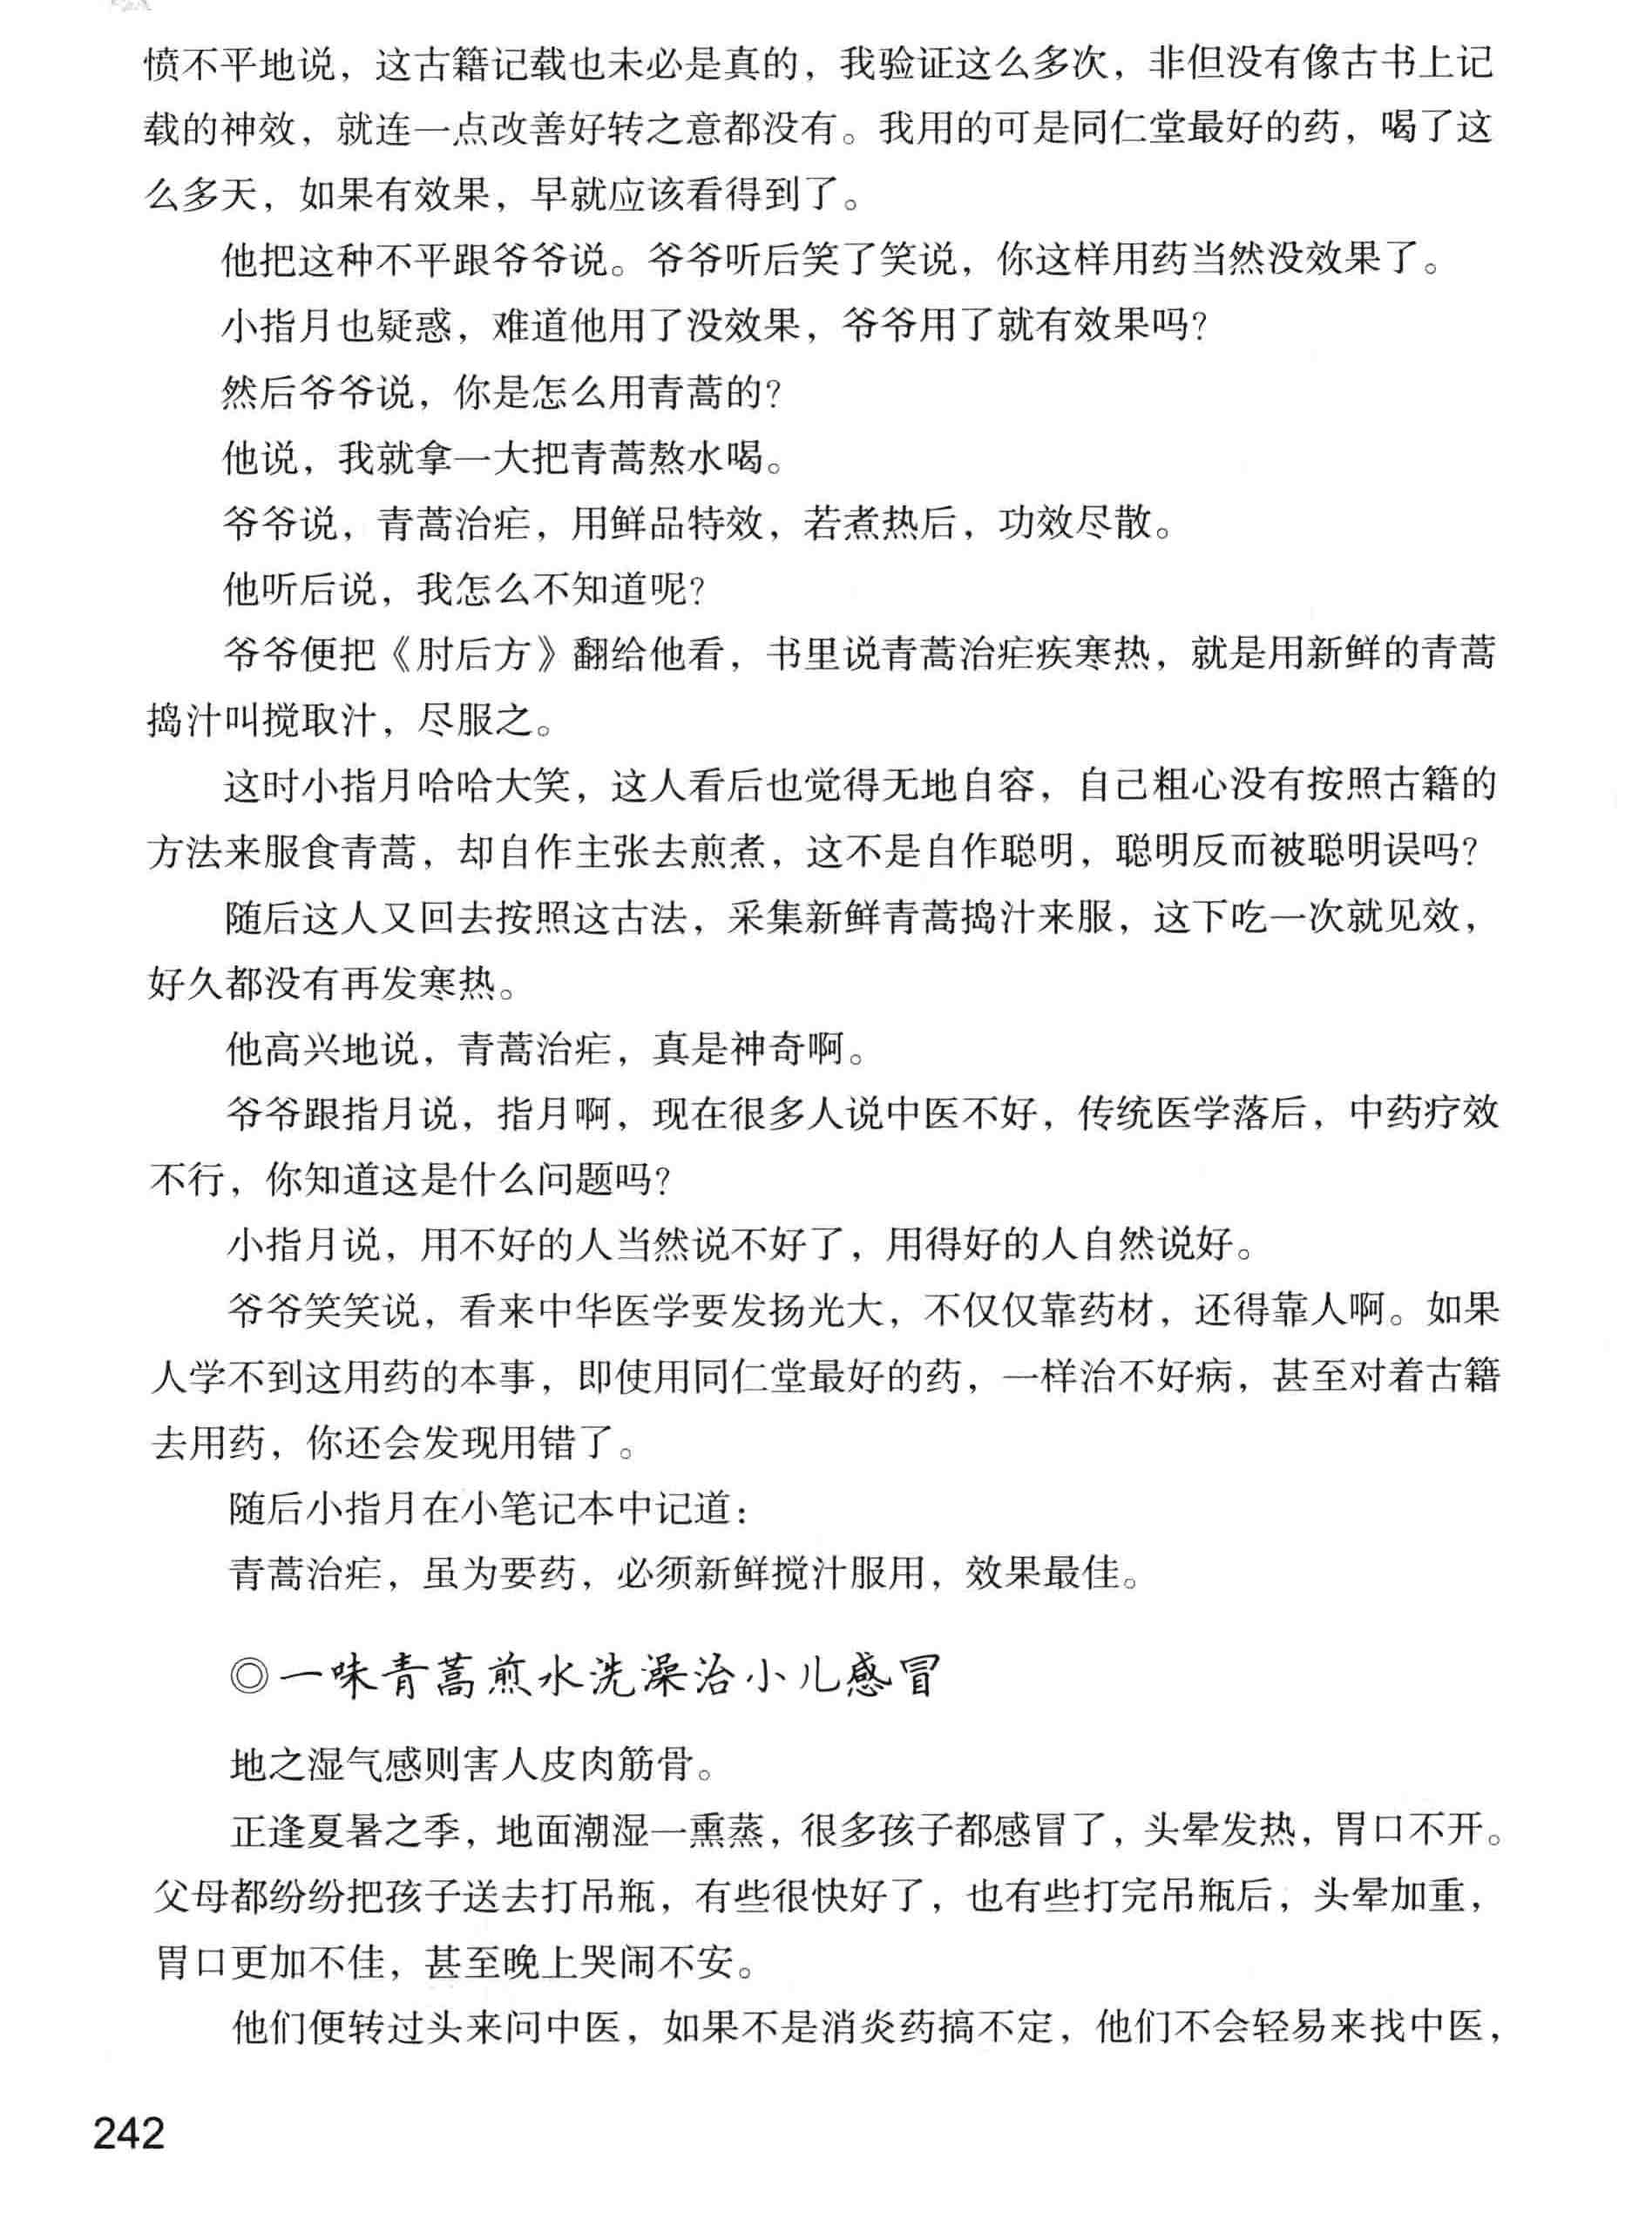 愤不平地说，这古籍记载也未必是真的，我验证这么多次，非但没有像古书上记
载的神效，就连一点改善好转之意都没有。我用的可是同仁堂最好的药，喝了这
么多天，如果有效果，早就应该看得到了。
他把这种不平跟爷爷说。爷爷听后笑了笑说，你这样用药当然没效果了。
小指月也疑惑，难道他用了没效果，爷爷用了就有效果吗？
然后爷爷说，你是怎么用青蒿的？
他说，我就拿一大把青蒿熬水喝。
爷爷说，青蒿治疟，用鲜品特效，若煮热后，功效尽散。
他听后说，我怎么不知道呢？
爷爷便把《肘后方》翻给他看，书里说青蒿治疟疾寒热，就是用新鲜的青蒿
捣汁叫搅取汁，尽服之。
这时小指月哈哈大笑，这人看后也觉得无地自容，自己粗心没有按照古籍的
方法来服食青蒿，却自作主张去煎煮，这不是自作聪明，聪明反而被聪明误吗？
随后这人又回去按照这古法，采集新鲜青蒿捣汁来服，这下吃一次就见效，
好久都没有再发寒热。
他高兴地说，青蒿治疟，真是神奇啊。
爷爷跟指月说，指月啊，现在很多人说中医不好，传统医学落后，中药疗效
不行，你知道这是什么问题吗？
小指月说，用不好的人当然说不好了，用得好的人自然说好。
爷爷笑笑说，看来中华医学要发扬光大，不仅仅靠药材，还得靠人啊。如果
人学不到这用药的本事，即使用同仁堂最好的药，一样治不好病，甚至对着古籍
去用药，你还会发现用错了。
随后小指月在小笔记本中记道：
青蒿治疟，虽为要药，必须新鲜搅汁服用，效果最佳。
◎一味青蒿煎水洗澡治小儿感冒
地之湿气感则害人皮肉筋骨。
正逢夏暑之季，地面潮湿一熏蒸，很多孩子都感冒了，头晕发热，胃口不开。
父母都纷纷把孩子送去打吊瓶，有些很快好了，也有些打完吊瓶后，头晕加重，
胃口更加不佳，甚至晚上哭闹不安。
他们便转过头来问中医，如果不是消炎药搞不定，他们不会轻易来找中医，
242